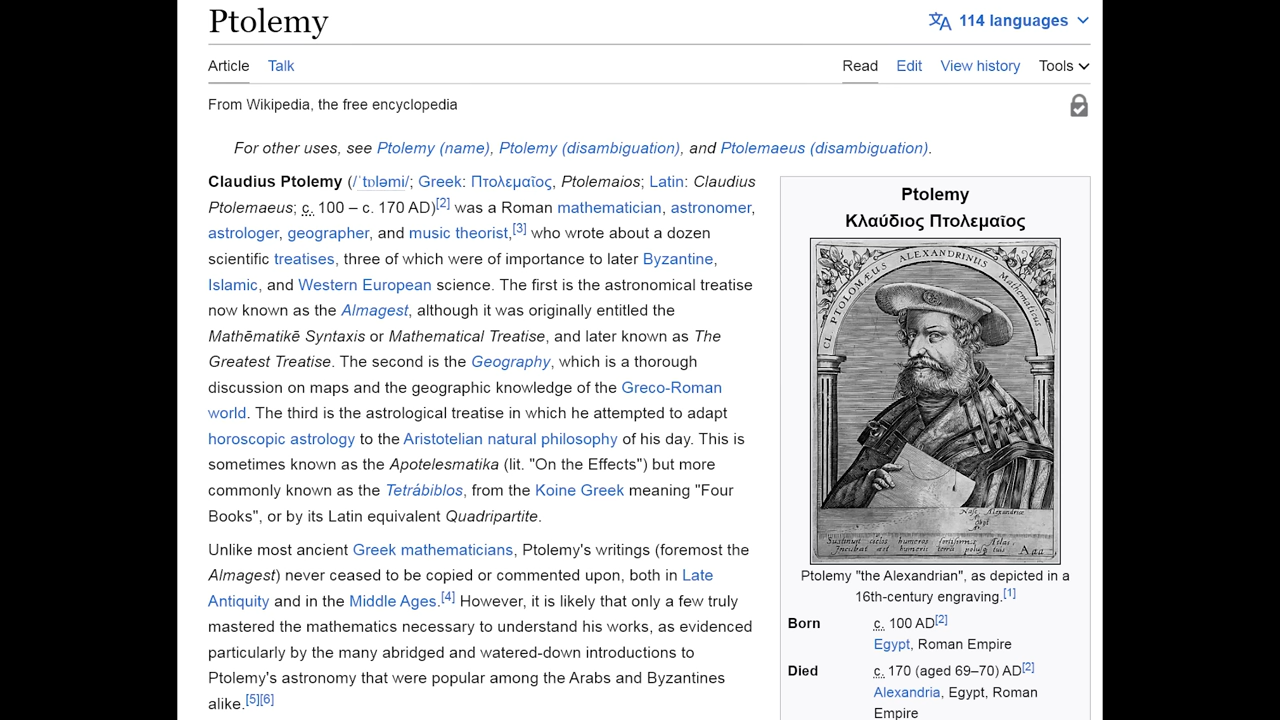 Ptolemy
114 languages
Article Talk
Read Edit View history Tools
From Wikipedia, the free encyclopedia
For other uses, see Ptolemy (name), Ptolemy (disambiguation), and Ptolemaeus (disambiguation).
Claudius Ptolemy (/ˈtɒləmi/; Greek: Πτολεμαῖος, Ptolemaios; Latin: Claudius
Ptolemaeus; c. 100 – c. 170 AD)[2] was a Roman mathematician, astronomer,
astrologer, geographer, and music theorist,[3] who wrote about a dozen
scientific treatises, three of which were of importance to later Byzantine,
Islamic, and Western European science. The first is the astronomical treatise
now known as the Almagest, although it was originally entitled the
Mathēmatikē Syntaxis or Mathematical Treatise, and later known as The
Greatest Treatise. The second is the Geography, which is a thorough
discussion on maps and the geographic knowledge of the Greco-Roman
world. The third is the astrological treatise in which he attempted to adapt
horoscopic astrology to the Aristotelian natural philosophy of his day. This is
sometimes known as the Apotelesmatika (lit. "On the Effects") but more
commonly known as the Tetrábiblos, from the Koine Greek meaning "Four
Books", or by its Latin equivalent Quadripartite.
Unlike most ancient Greek mathematicians, Ptolemy's writings (foremost the
Almagest) never ceased to be copied or commented upon, both in Late
Antiquity and in the Middle Ages.[4] However, it is likely that only a few truly
mastered the mathematics necessary to understand his works, as evidenced
particularly by the many abridged and watered-down introductions to
Ptolemy's astronomy that were popular among the Arabs and Byzantines
alike.[5][6]
Ptolemy
Κλαύδιος Πτολεμαῖος
CL PTOLOMÆUS ALEXANDRINUS Mathematicus
Ptolemy "the Alexandrian", as depicted in a
16th-century engraving.[1]
Born c. 100 AD[2]
Egypt, Roman Empire
Died c. 170 (aged 69–70) AD[2]
Alexandria, Egypt, Roman
Empire